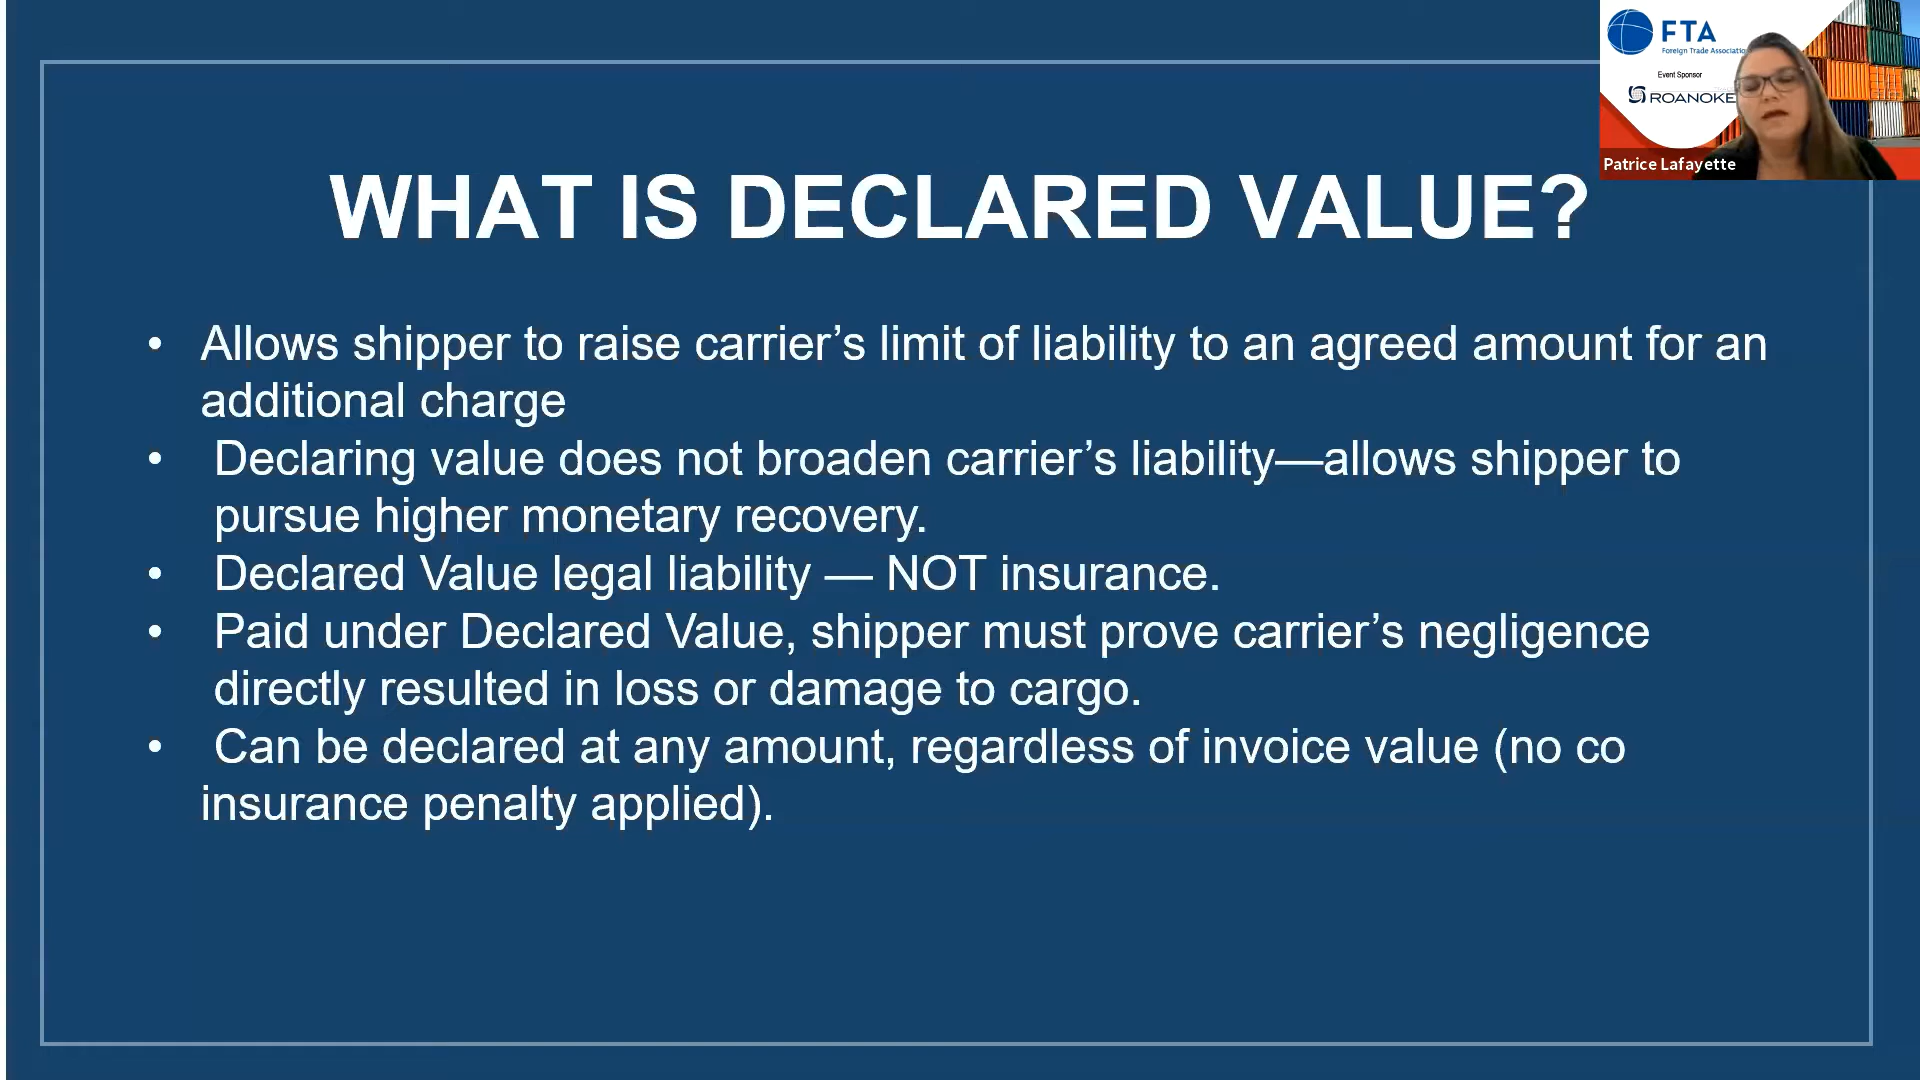 FTA
Foreign Trade Associatio
Event Sponsor
ROANOKE
Patrice Lafayette
WHAT IS DECLARED VALUE?
• Allows shipper to raise carrier’s limit of liability to an agreed amount for an
additional charge
• Declaring value does not broaden carrier’s liability—allows shipper to
pursue higher monetary recovery.
• Declared Value legal liability — NOT insurance.
• Paid under Declared Value, shipper must prove carrier’s negligence
directly resulted in loss or damage to cargo.
• Can be declared at any amount, regardless of invoice value (no co
insurance penalty applied).